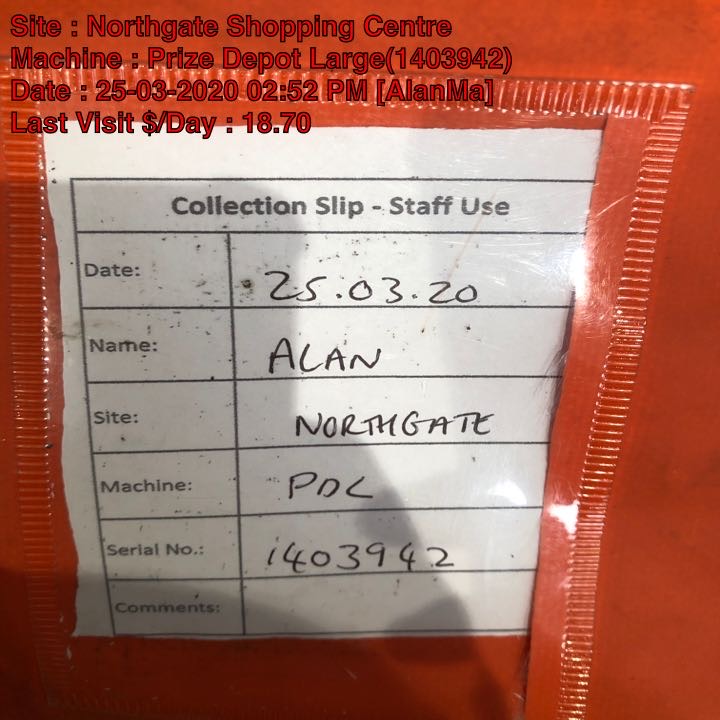 Site : Northgate Shopping Centre
Machine : Prize Depot Large(1403942)
Date : 25-03-2020 02:52 PM [AlanMa]
Last Visit $/Day : 18.70
Collection Slip - Staff Use
Date: 25.03.20
Name: ALAN
Site: NORTHGATE
Machine: PDL
Serial No.: 1403942
Comments: